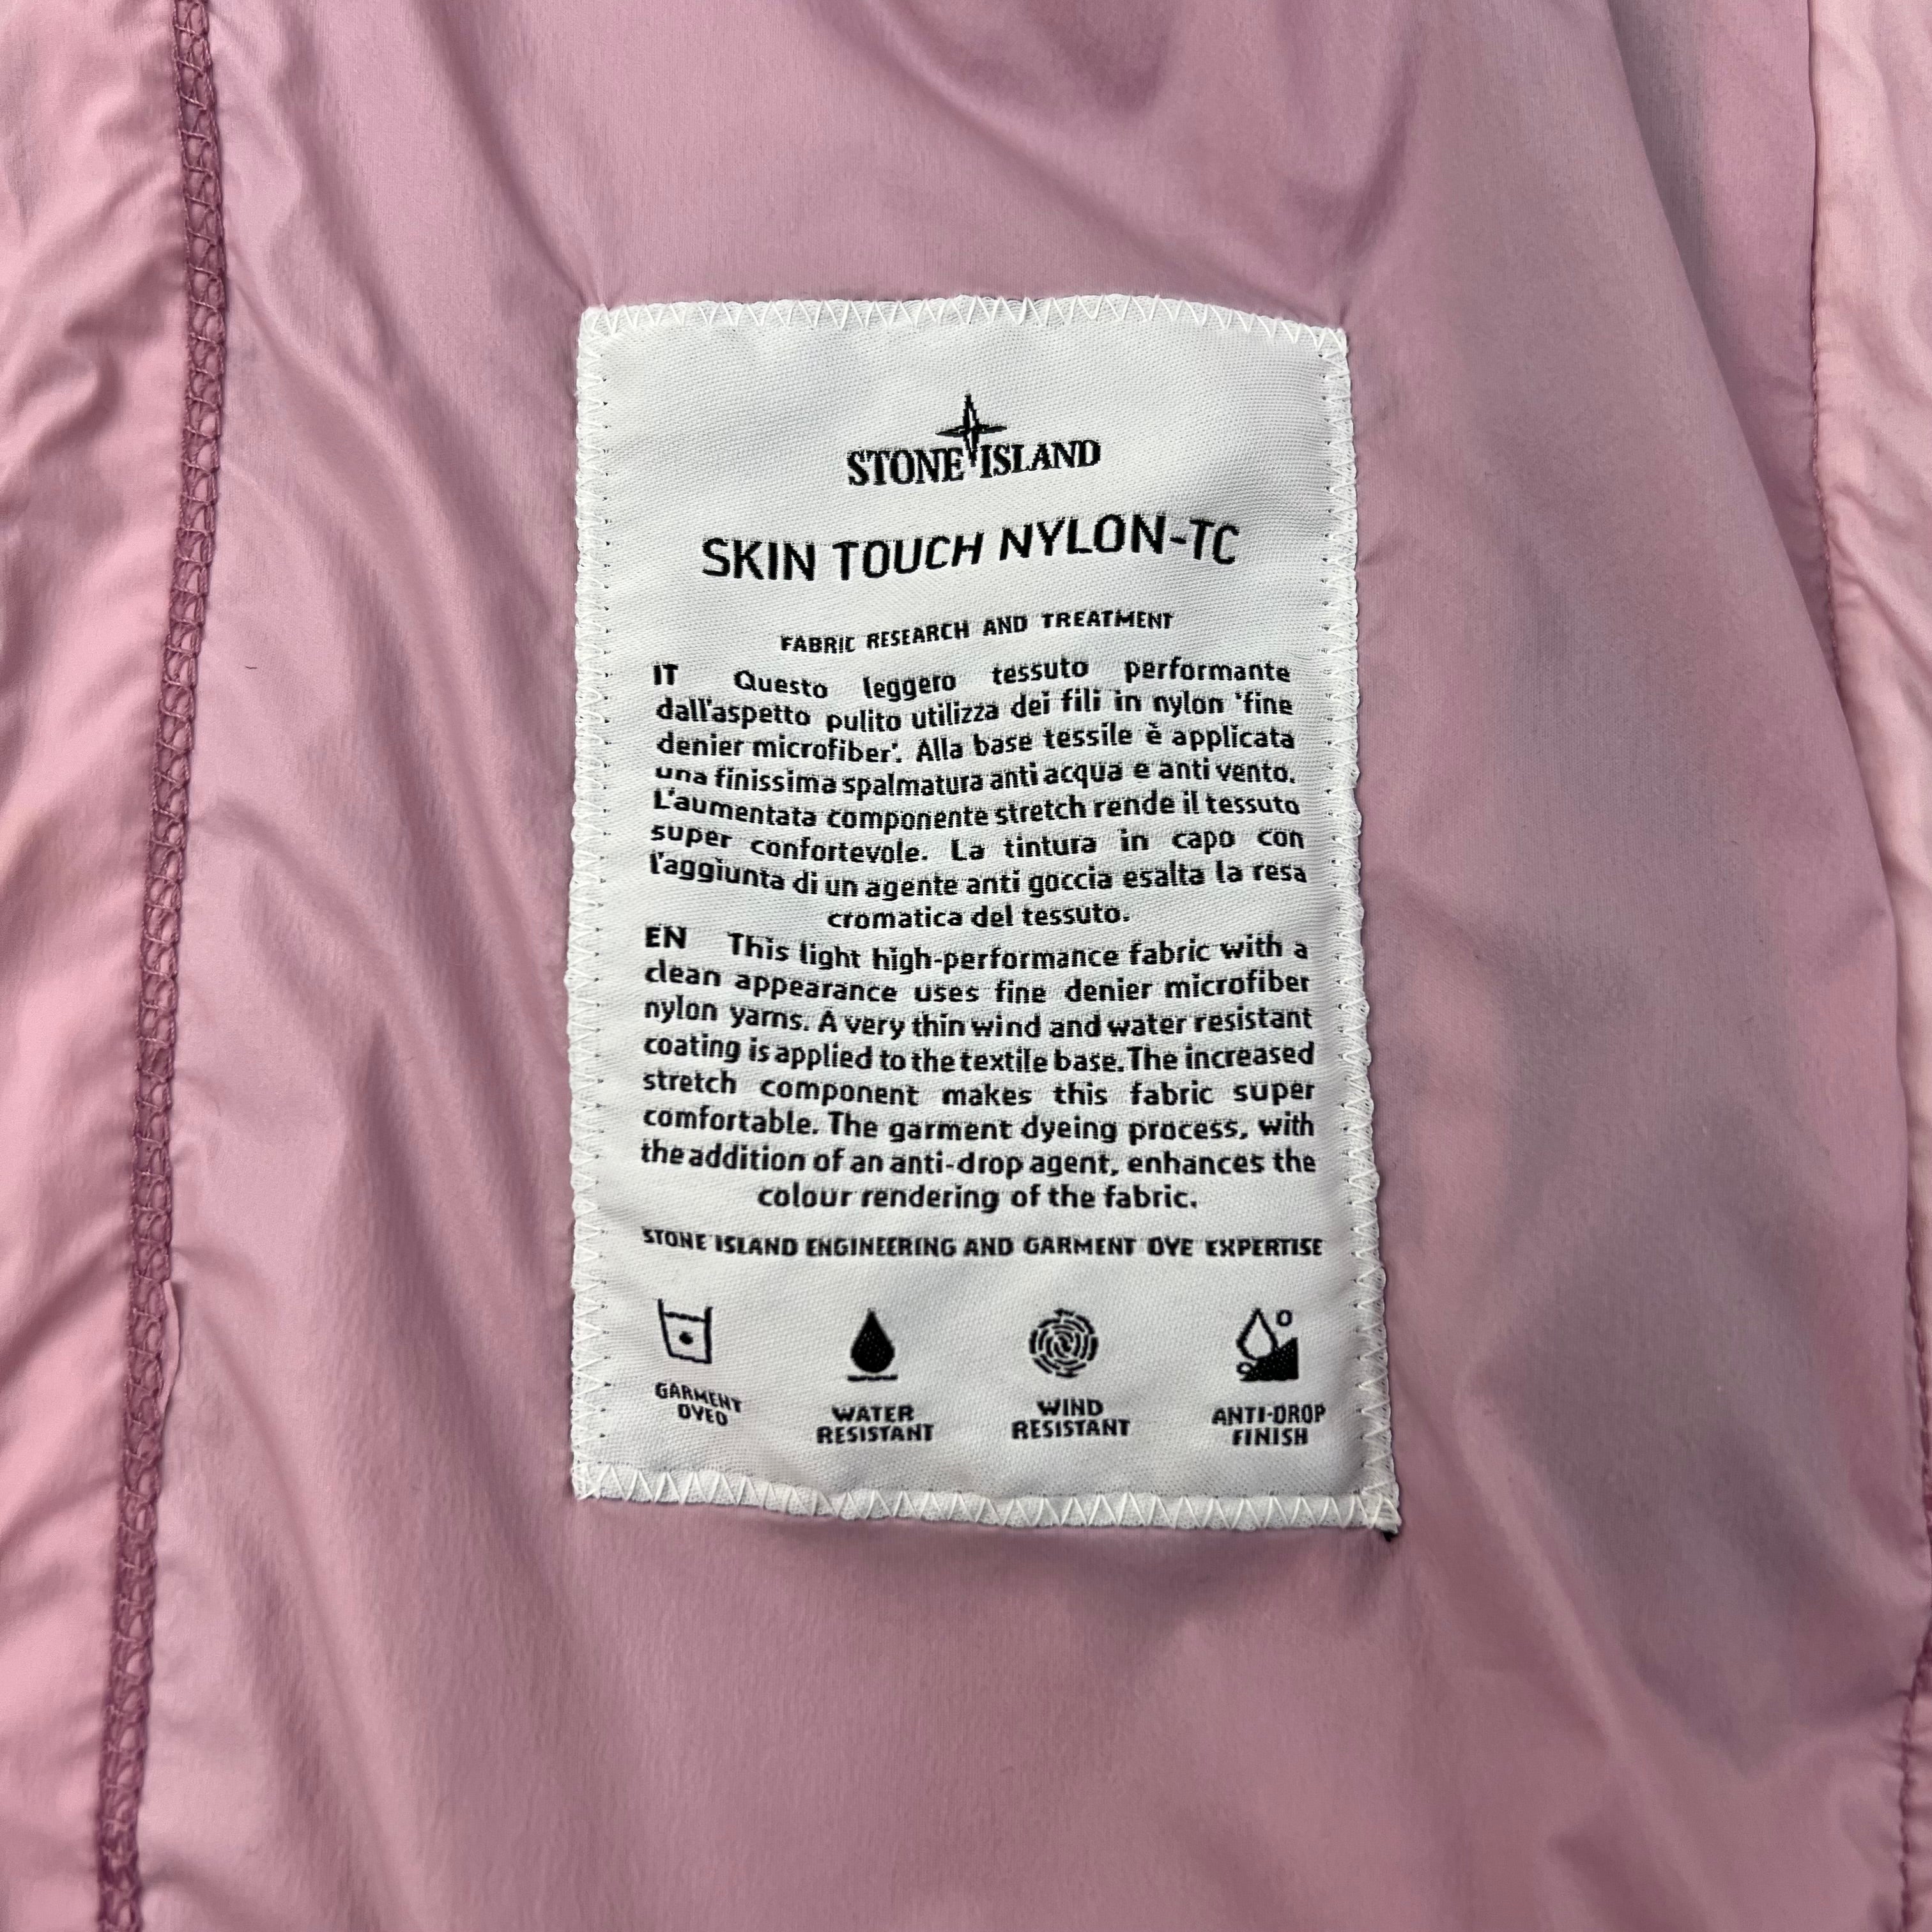 STONE ISLAND
SKIN TOUCH NYLON-TC
FABRIC RESEARCH AND TREATMENT
IT Questo leggero tessuto performante
dall'aspetto pulito utilizza dei fili in nylon 'fine
denier microfiber'. Alla base tessile è applicata
una finissima spalmatura anti acqua e anti vento.
L'aumentata componente stretch rende il tessuto
super confortevole. La tintura in capo con
l'aggiunta di un agente anti goccia esalta la resa
cromatica del tessuto.
EN This light high-performance fabric with a
clean appearance uses fine denier microfiber
nylon yarns. A very thin wind and water resistant
coating is applied to the textile base. The increased
stretch component makes this fabric super
comfortable. The garment dyeing process, with
the addition of an anti-drop agent, enhances the
colour rendering of the fabric.
STONE ISLAND ENGINEERING AND GARMENT DYE EXPERTISE
GARMENT
DYED
WATER
RESISTANT
WIND
RESISTANT
ANTI-DROP
FINISH